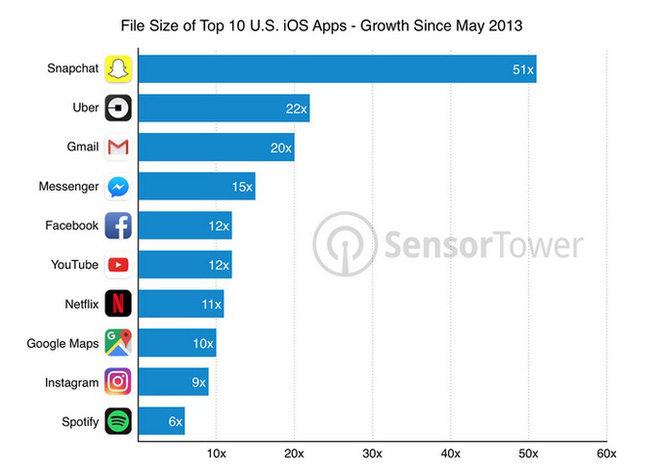 File Size of Top 10 U.S. iOS Apps - Growth Since May 2013
Snapchat 51x
Uber 22x
Gmail 20x
Messenger 15x
Facebook 12x
YouTube 12x
Netflix 11x
Google Maps 10x
Instagram 9x
Spotify 6x
SensorTower
10x 20x 30x 40x 50x 60x